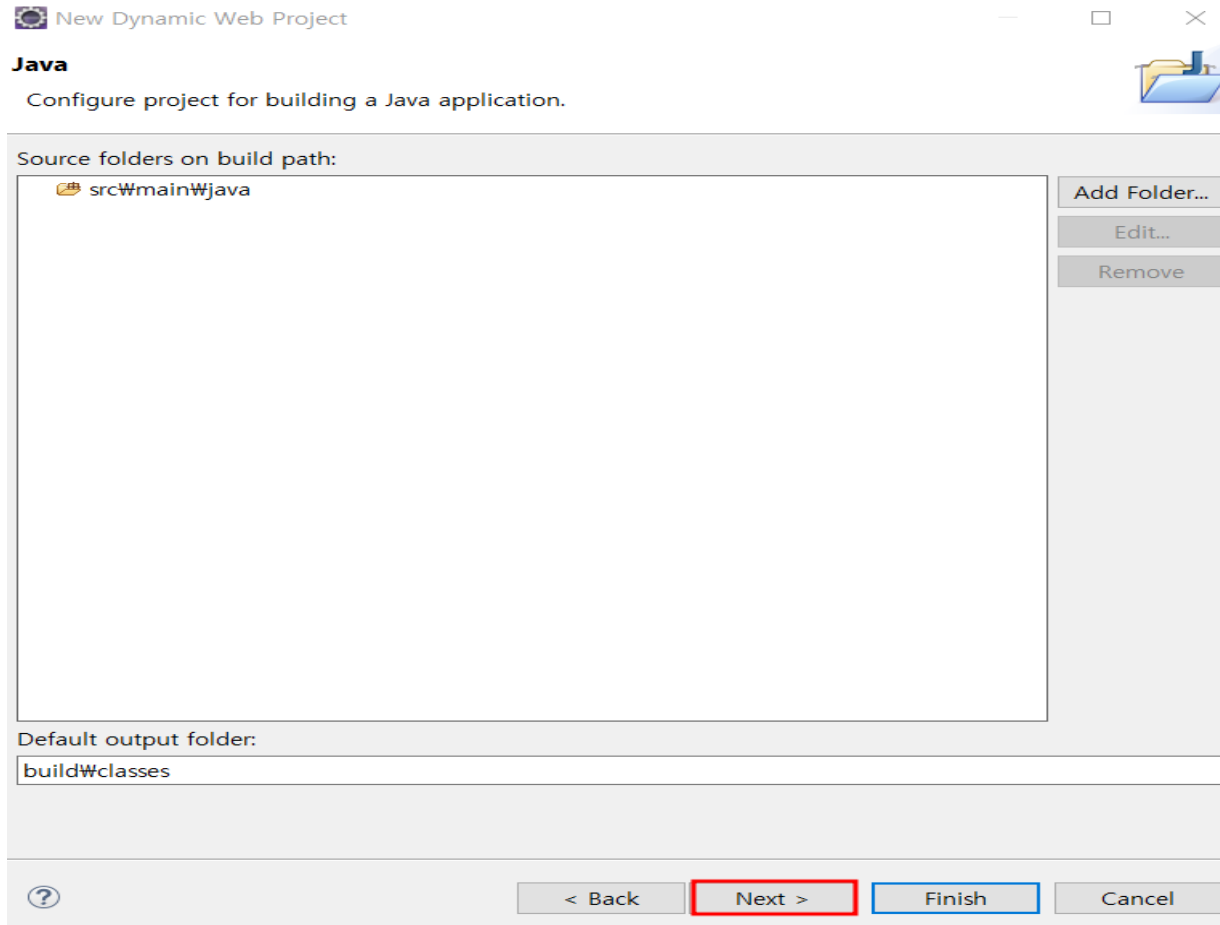 New Dynamic Web Project
Java
Configure project for building a Java application.
Source folders on build path:
src₩main₩java
Add Folder...
Edit...
Remove
Default output folder:
build₩classes
?
< Back
Next >
Finish
Cancel